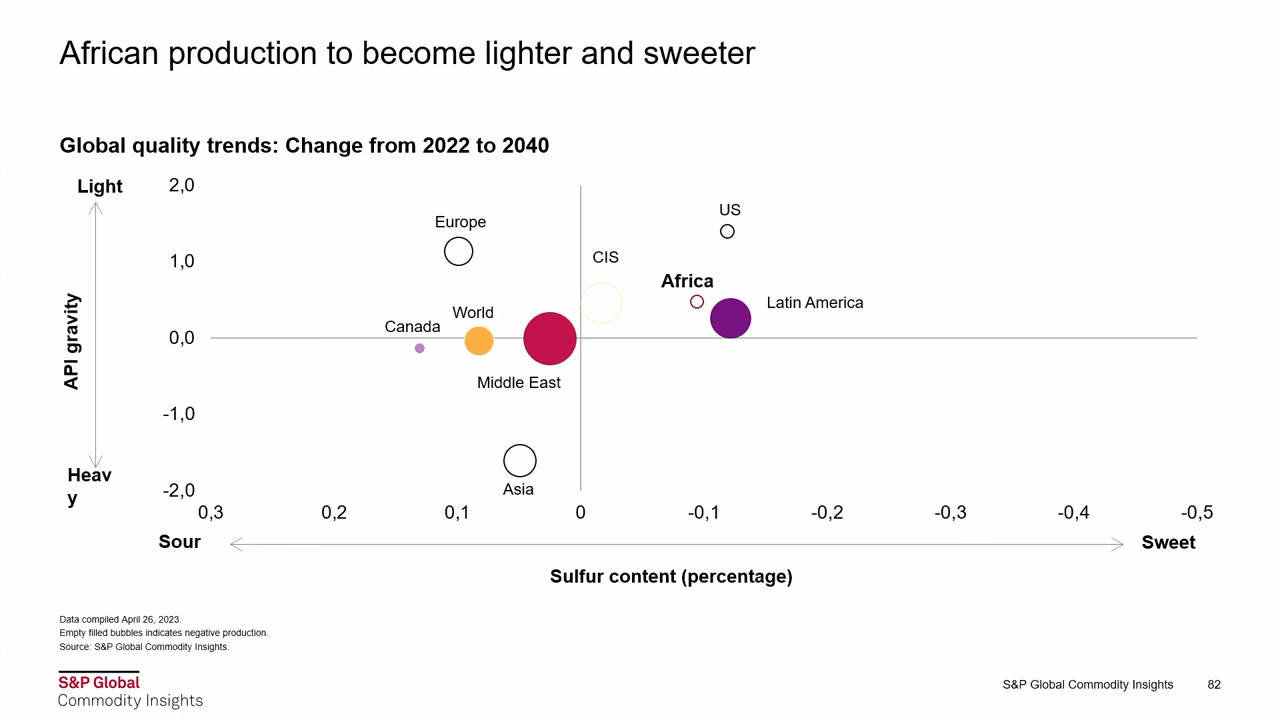 African production to become lighter and sweeter
Global quality trends: Change from 2022 to 2040
Light
2,0
US
Europe
1,0
CIS
Africa
Latin America
World
Canada
0,0
API gravity
Middle East
-1,0
Heav
y
-2,0
Asia
0,3
0,2
0,1
0
-0,1
-0,2
-0,3
-0,4
-0,5
Sour
Sweet
Sulfur content (percentage)
Data compiled April 26, 2023.
Empty filled bubbles indicates negative production.
Source: S&P Global Commodity Insights.
S&P Global
Commodity Insights
S&P Global Commodity Insights
82